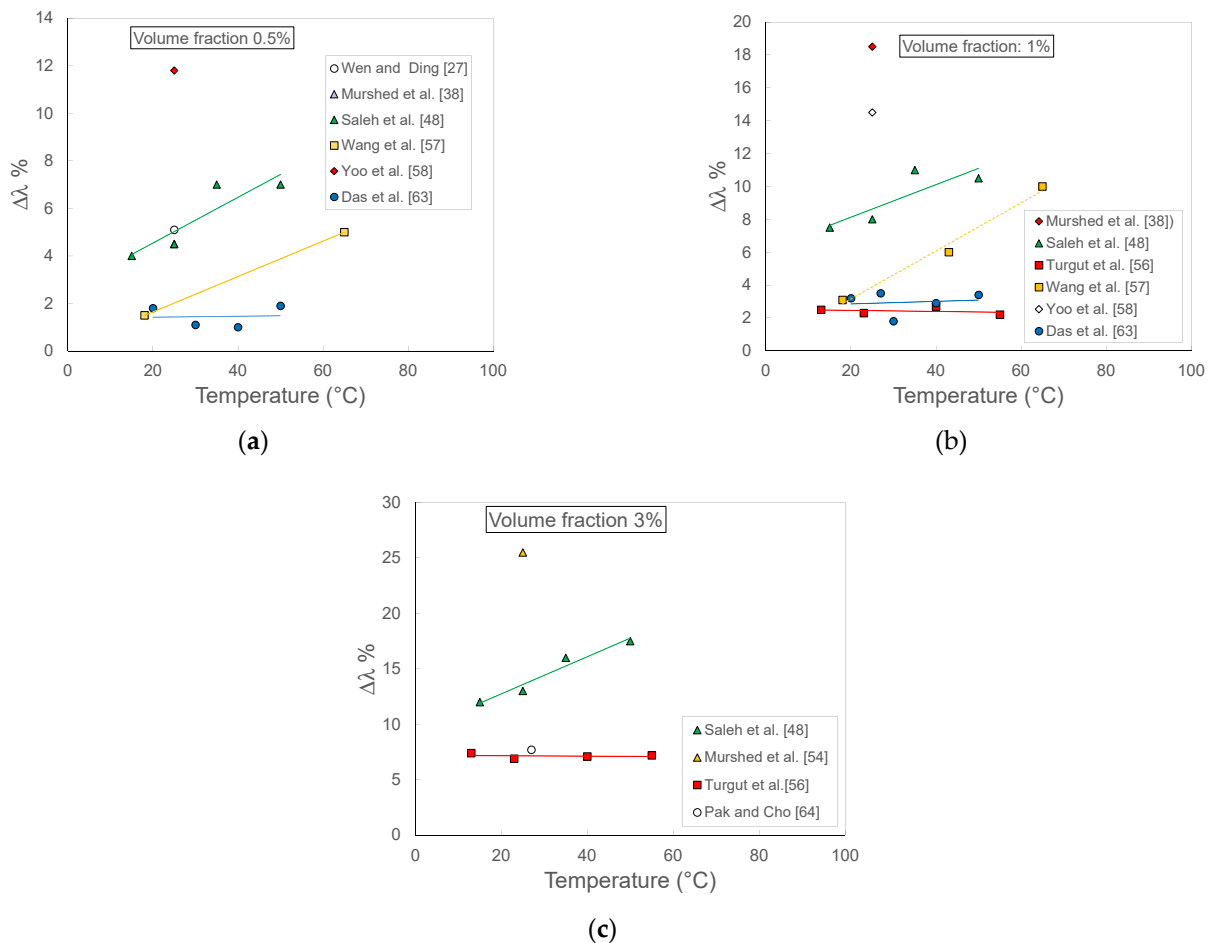 14
12
10
8
6
4
2
0
Δλ %
Volume fraction 0.5%
Wen and Ding [27]
Murshed et al. [38]
Saleh et al. [48]
Wang et al. [57]
Yoo et al. [58]
Das et al. [63]
0 20 40 60 80 100
Temperature (°C)
(a)
20
18
16
14
12
10
8
6
4
2
0
Δλ %
Volume fraction: 1%
Murshed et al. [38])
Saleh et al. [48]
Turgut et al. [56]
Wang et al. [57]
Yoo et al. [58]
Das et al. [63]
0 20 40 60 80 100
Temperature (°C)
(b)
30
25
20
15
10
5
0
Δλ %
Volume fraction 3%
Saleh et al. [48]
Murshed et al. [54]
Turgut et al.[56]
Pak and Cho [64]
0 20 40 60 80 100
Temperature (°C)
(c)